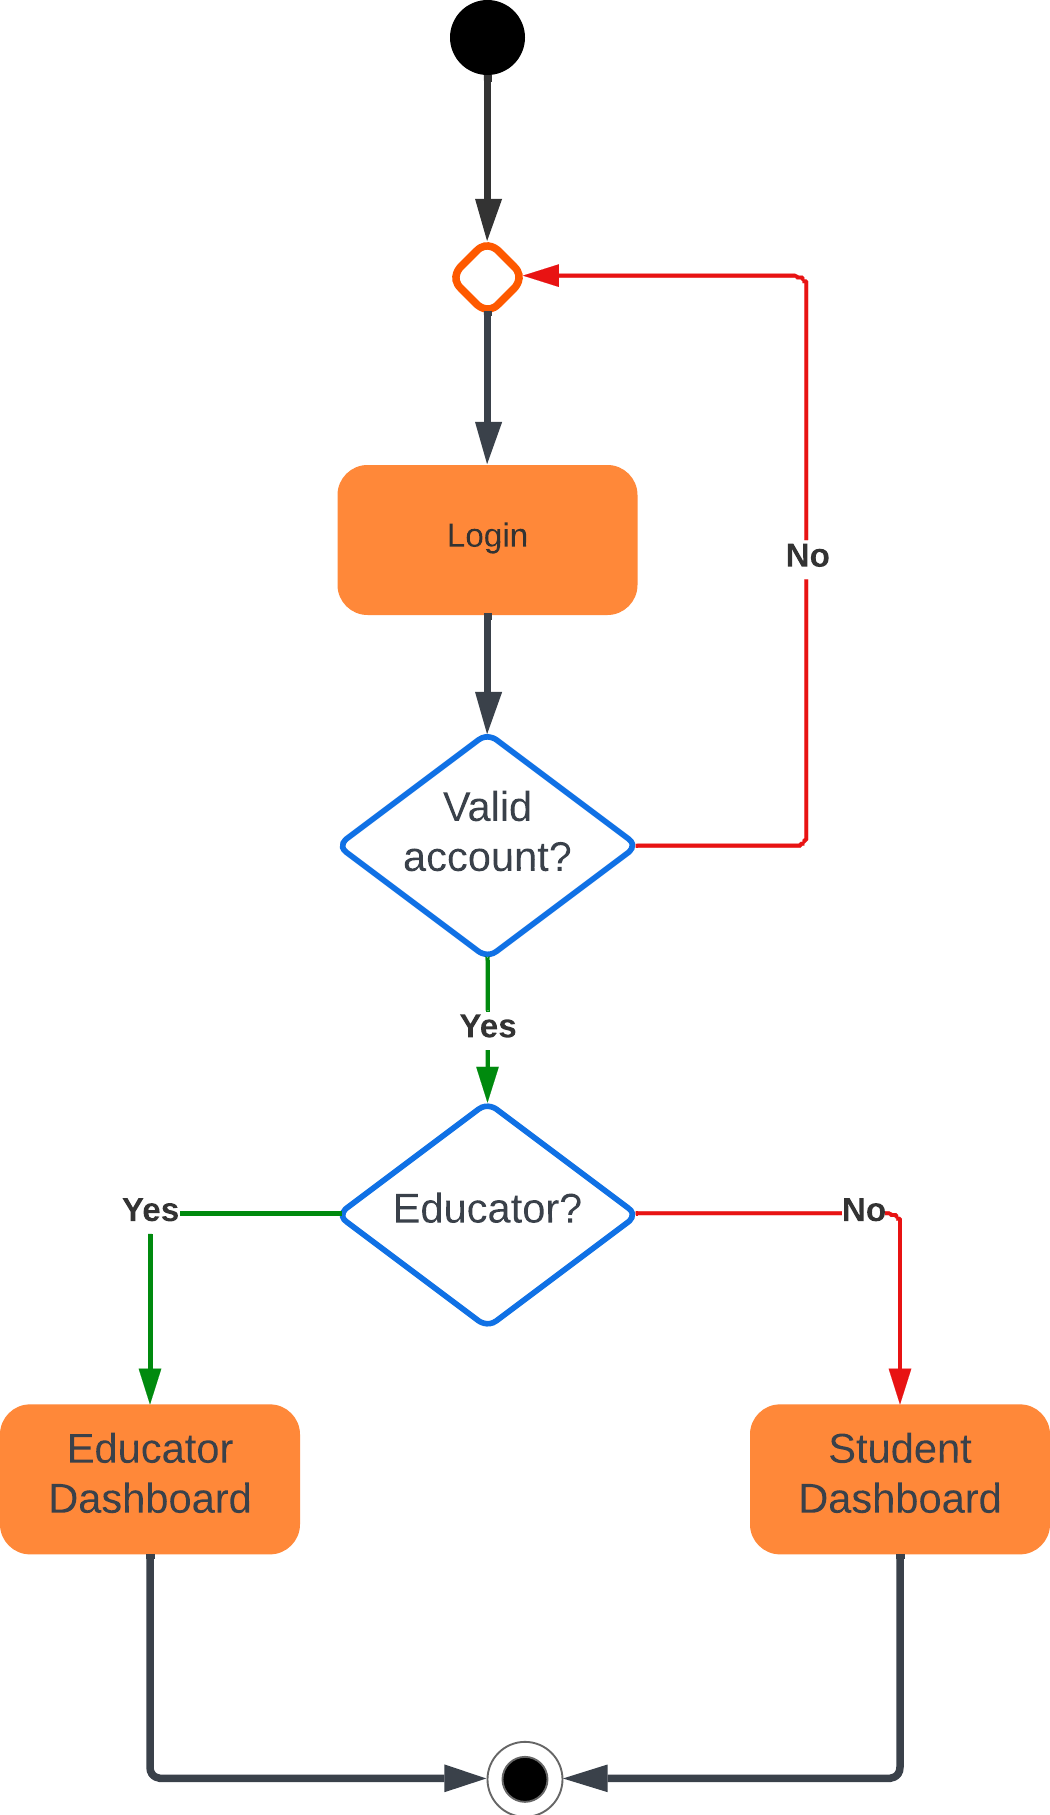 Login
No
Valid
account?
Yes
Educator?
Yes
No
Educator
Dashboard
Student
Dashboard